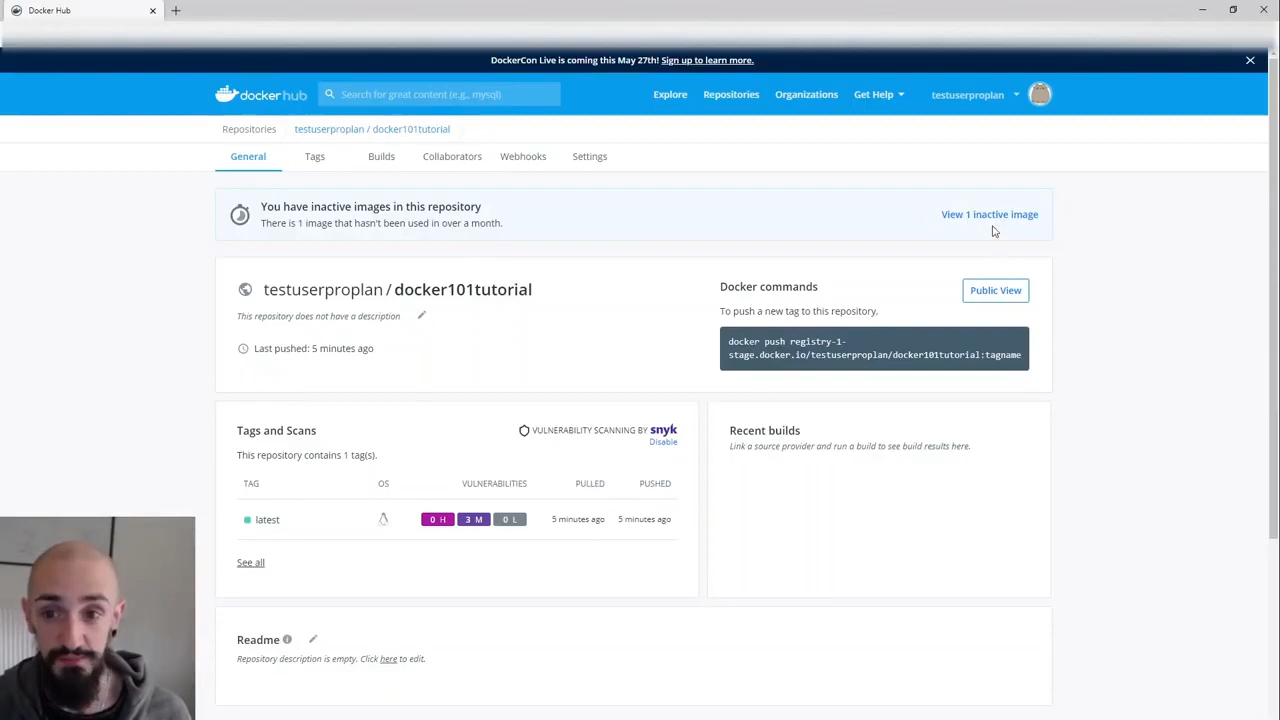 Docker Hub
DockerCon Live is coming this May 27th! Sign up to learn more.
dockerhub
Search for great content (e.g., mysql)
Explore
Repositories
Organizations
Get Help
testuserproplan
Repositories
testuserproplan / docker101tutorial
General
Tags
Builds
Collaborators
Webhooks
Settings
You have inactive images in this repository
There is 1 image that hasn't been used in over a month.
View 1 inactive image
testuserproplan / docker101tutorial
This repository does not have a description
Last pushed: 5 minutes ago
Docker commands
Public View
To push a new tag to this repository,
docker push registry-1-
stage.docker.io/testuserproplan/docker101tutorial:tagname
Tags and Scans
VULNERABILITY SCANNING BY snyk
Disable
This repository contains 1 tag(s).
TAG OS VULNERABILITIES PULLED PUSHED
latest 0 H 3 M 0 L 5 minutes ago 5 minutes ago
See all
Recent builds
Link a source provider and run a build to see build results here.
Readme
Repository description is empty. Click here to edit.